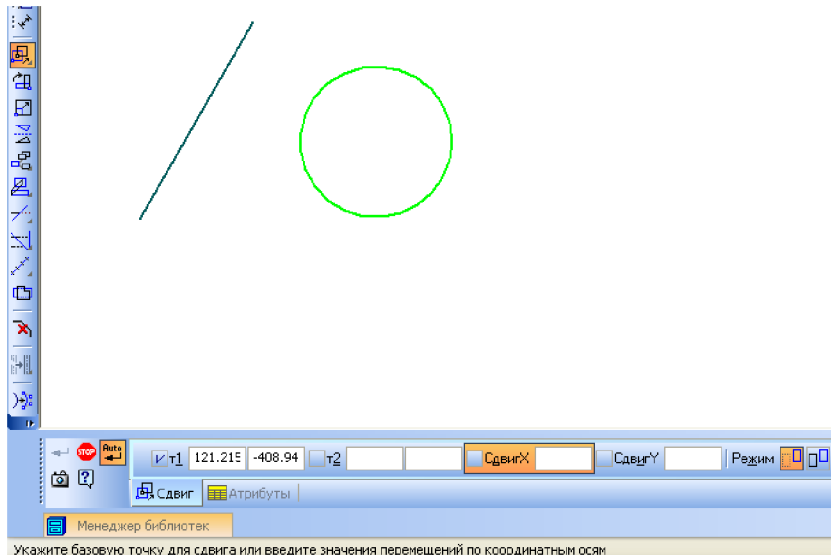 STOP Auto т1 121.215 -408.94 т2 СдвигX СдвигY Режим
Сдвиг Атрибуты
Менеджер библиотек
Укажите базовую точку для сдвига или введите значения перемещений по координатным осям